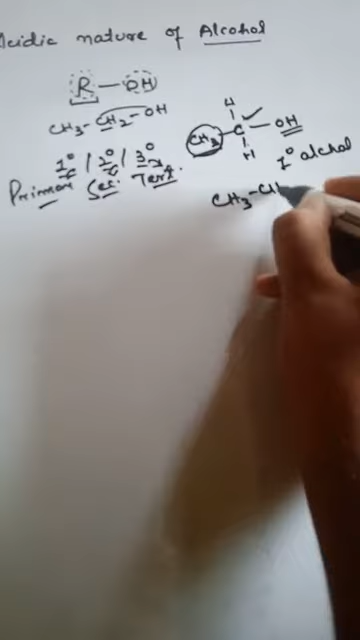 Acidic nature of Alcohol
R — OH
CH3 - CH2 - OH
1° / 2° / 3°
Sec. Tert.
H
CH3 - C - OH
H
1° alcohol
CH3 - CH